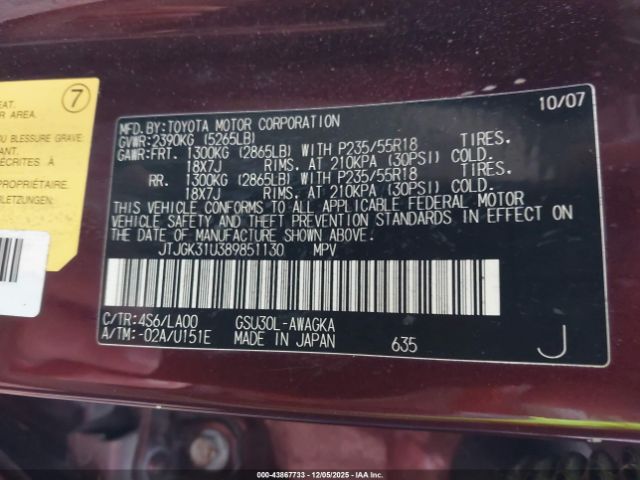 7
EAT.
R AREA.
OU BLESSURE GRAVE.
ANT.
DÉCRITES À
PROPRIÉTAIRE.
RLETZUNGEN:
10/07
MFD. BY:TOYOTA MOTOR CORPORATION
GVWR:2390KG (5265LB)
GAWR:FRT. 1300KG (2865LB) WITH P235/55R18 TIRES.
18X7J RIMS. AT 210KPA (30PSI) COLD.
RR. 1300KG (2865LB) WITH P235/55R18 TIRES.
18X7J RIMS. AT 210KPA (30PSI) COLD.
THIS VEHICLE CONFORMS TO ALL APPLICABLE FEDERAL MOTOR
VEHICLE SAFETY AND THEFT PREVENTION STANDARDS IN EFFECT ON
THE DATE OF MANUFACTURE SHOWN ABOVE.
JTJGK31U389851130 MPV
C/TR:4S6/LA00 GSU30L-AWAGKA
A/TM:-02A/U151E MADE IN JAPAN 635 J
000-43867733 - 12/05/2025 - IAA, Inc.